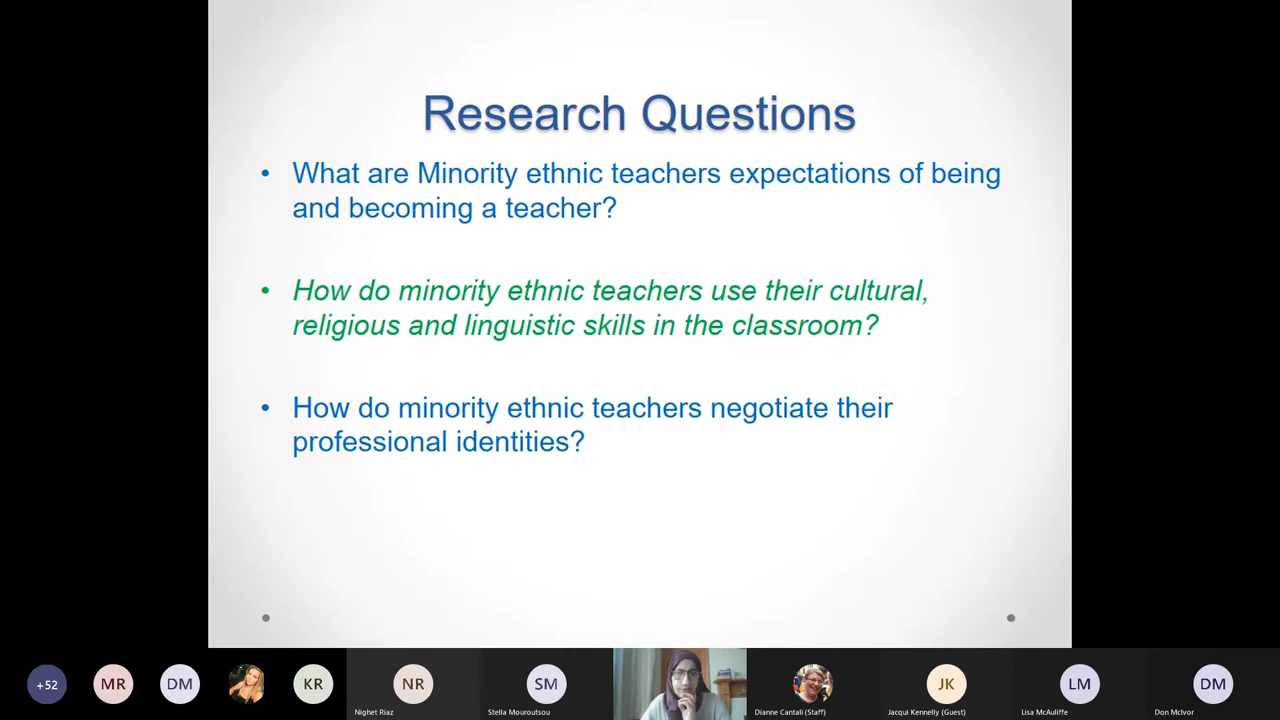 Research Questions
• What are Minority ethnic teachers expectations of being
and becoming a teacher?
• How do minority ethnic teachers use their cultural,
religious and linguistic skills in the classroom?
• How do minority ethnic teachers negotiate their
professional identities?
+52
MR
DM
KR
NR
SM
JK
LM
DM
Nighet Riaz
Stella Mouroutsou
Dianne Cantali (Staff)
Jacqui Kennelly (Guest)
Lisa McAuliffe
Don McIvor